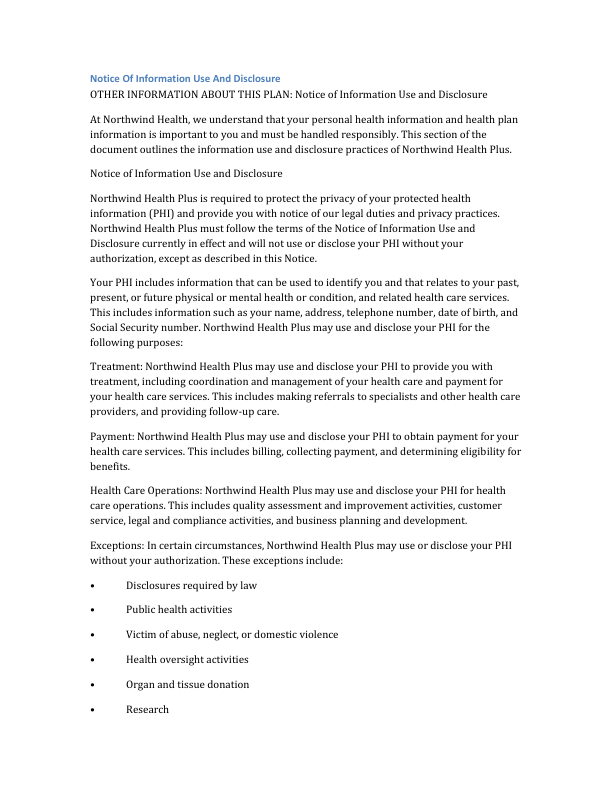 Notice Of Information Use And Disclosure
OTHER INFORMATION ABOUT THIS PLAN: Notice of Information Use and Disclosure
At Northwind Health, we understand that your personal health information and health plan
information is important to you and must be handled responsibly. This section of the
document outlines the information use and disclosure practices of Northwind Health Plus.
Notice of Information Use and Disclosure
Northwind Health Plus is required to protect the privacy of your protected health
information (PHI) and provide you with notice of our legal duties and privacy practices.
Northwind Health Plus must follow the terms of the Notice of Information Use and
Disclosure currently in effect and will not use or disclose your PHI without your
authorization, except as described in this Notice.
Your PHI includes information that can be used to identify you and that relates to your past,
present, or future physical or mental health or condition, and related health care services.
This includes information such as your name, address, telephone number, date of birth, and
Social Security number. Northwind Health Plus may use and disclose your PHI for the
following purposes:
Treatment: Northwind Health Plus may use and disclose your PHI to provide you with
treatment, including coordination and management of your health care and payment for
your health care services. This includes making referrals to specialists and other health care
providers, and providing follow-up care.
Payment: Northwind Health Plus may use and disclose your PHI to obtain payment for your
health care services. This includes billing, collecting payment, and determining eligibility for
benefits.
Health Care Operations: Northwind Health Plus may use and disclose your PHI for health
care operations. This includes quality assessment and improvement activities, customer
service, legal and compliance activities, and business planning and development.
Exceptions: In certain circumstances, Northwind Health Plus may use or disclose your PHI
without your authorization. These exceptions include:
• Disclosures required by law
• Public health activities
• Victim of abuse, neglect, or domestic violence
• Health oversight activities
• Organ and tissue donation
• Research